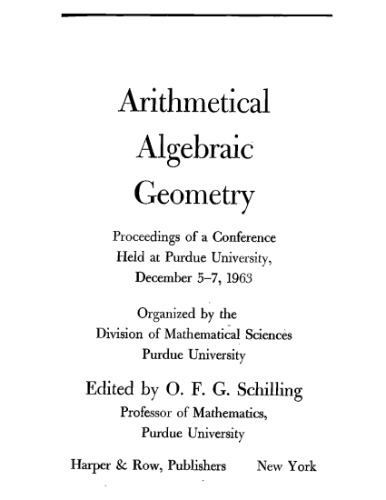 Arithmetical
Algebraic
Geometry
Proceedings of a Conference
Held at Purdue University,
December 5–7, 1963
Organized by the
Division of Mathematical Sciences
Purdue University
Edited by O. F. G. Schilling
Professor of Mathematics,
Purdue University
Harper & Row, Publishers New York